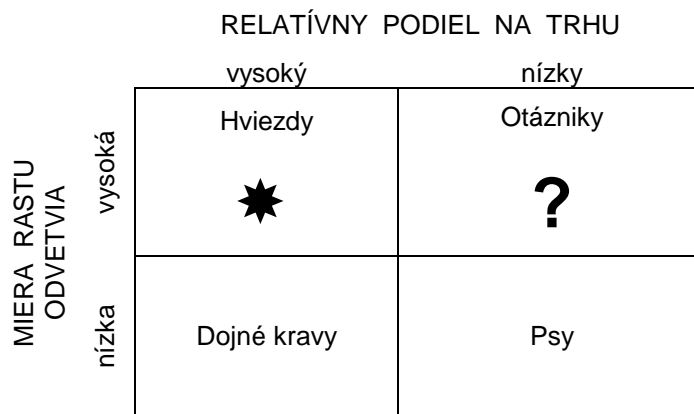 RELATÍVNY PODIEL NA TRHU
vysoký nízky
MIERA RASTU
ODVETVIA
vysoká
Hviezdy Otázniky
?
nízka
Dojné kravy Psy